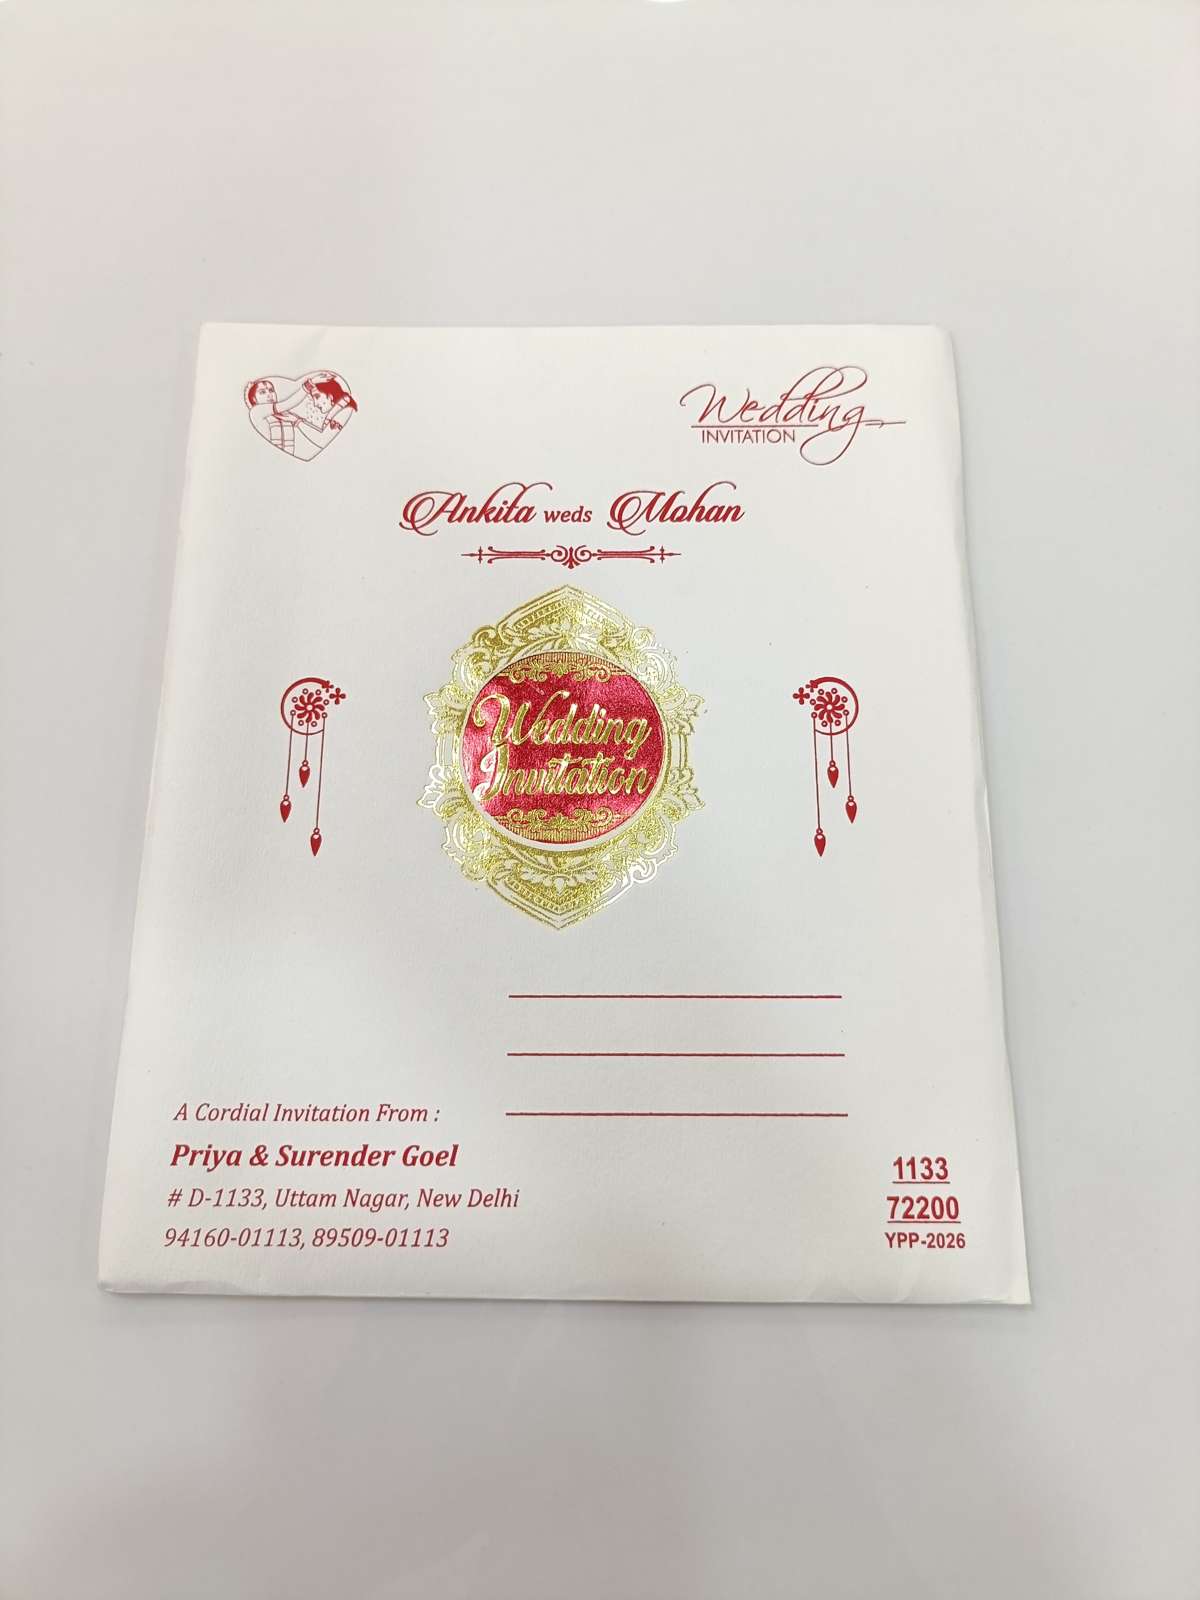 Wedding
INVITATION
Ankita weds Mohan
Wedding
Invitation
A Cordial Invitation From :
Priya & Surender Goel
# D-1133, Uttam Nagar, New Delhi
94160-01113, 89509-01113
1133
72200
YPP-2026